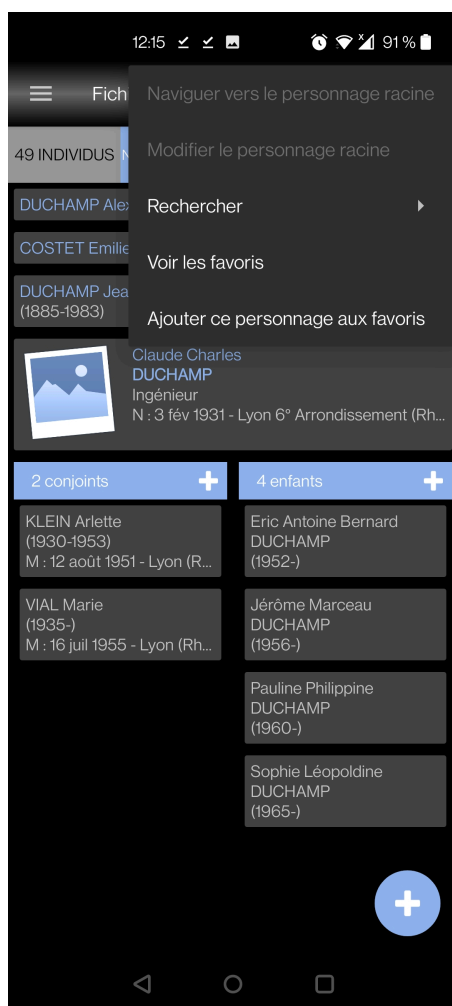 12:15
91 %
Fich
Naviguer vers le personnage racine
49 INDIVIDUS
Modifier le personnage racine
DUCHAMP Ale
Rechercher
COSTET Emilie
Voir les favoris
DUCHAMP Jea
(1885-1983)
Ajouter ce personnage aux favoris
Claude Charles
DUCHAMP
Ingénieur
N : 3 fév 1931 - Lyon 6° Arrondissement (Rh...
2 conjoints
KLEIN Arlette
(1930-1953)
M : 12 août 1951 - Lyon (R...
VIAL Marie
(1935-)
M : 16 juil 1955 - Lyon (Rh...
4 enfants
Eric Antoine Bernard
DUCHAMP
(1952-)
Jérôme Marceau
DUCHAMP
(1956-)
Pauline Philippine
DUCHAMP
(1960-)
Sophie Léopoldine
DUCHAMP
(1965-)